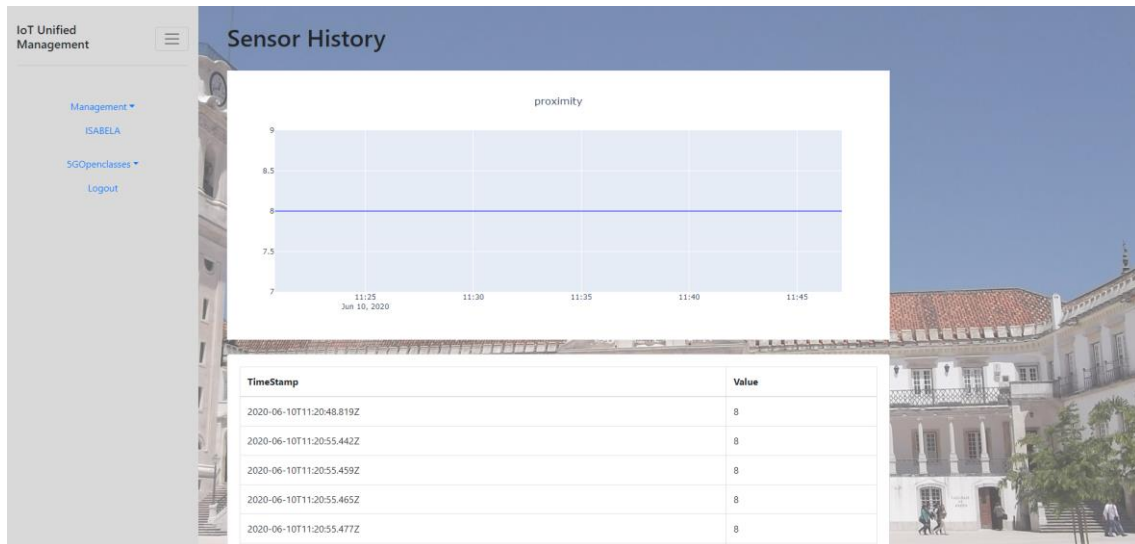 IoT Unified
Management
Management
ISABELA
5GOpenclasses
Logout
Sensor History
proximity
9
8.5
8
7.5
7
11:25
Jun 10, 2020
11:30
11:35
11:40
11:45
TimeStamp Value
2020-06-10T11:20:48.819Z 8
2020-06-10T11:20:55.442Z 8
2020-06-10T11:20:55.459Z 8
2020-06-10T11:20:55.465Z 8
2020-06-10T11:20:55.477Z 8